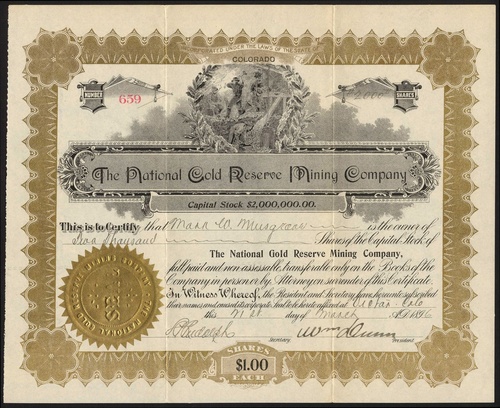 INCORPORATED UNDER THE LAWS OF THE STATE OF
COLORADO
NUMBER
659
SHARES
2000
The National Gold Reserve Mining Company
Capital Stock $2,000,000.00.
This is to Certify that Mark W. Musgrove is the owner of
Two Thousand Shares of the Capital Stock of
The National Gold Reserve Mining Company,
full paid and non assessable, transferable only on the Books of the
Company in person or by Attorney on surrender of this Certificate.
In Witness Whereof, the President and Secretary have hereunto subscribed
their names, and caused the corporate Seal to be hereto affixed at Victor Colo
this 21st day of March 1896
Secretary
President
SHARES
$1.00
EACH